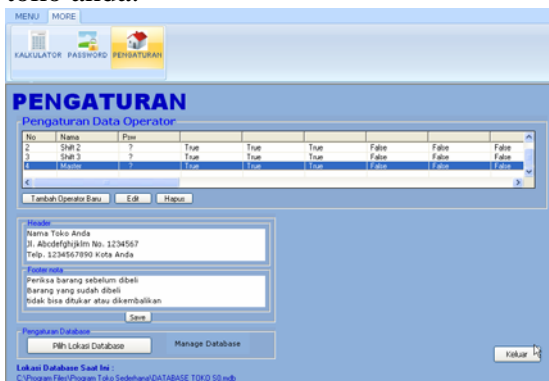 toko anda.
MENU MORE
KALKULATOR PASSWORD PENGATURAN
PENGATURAN
Pengaturan Data Operator
No Nama Psw
2 Shift 2 ? True True True False False False
3 Shift 3 ? True True True False False False
4 Master ? True True True False False False
Tambah Operator Baru Edit Hapus
Header
Nama Toko Anda
Jl. Abcdefghijklm No. 1234567
Telp. 1234567890 Kota Anda
Footer nota
Periksa barang sebelum dibeli
Barang yang sudah dibeli
tidak bisa ditukar atau dikembalikan
Save
Pengaturan Database
Pilih Lokasi Database Manage Database
Keluar
Lokasi Database Saat Ini :
C:\Program Files\Program Toko Sederhana\DATABASE TOKO S0.mdb